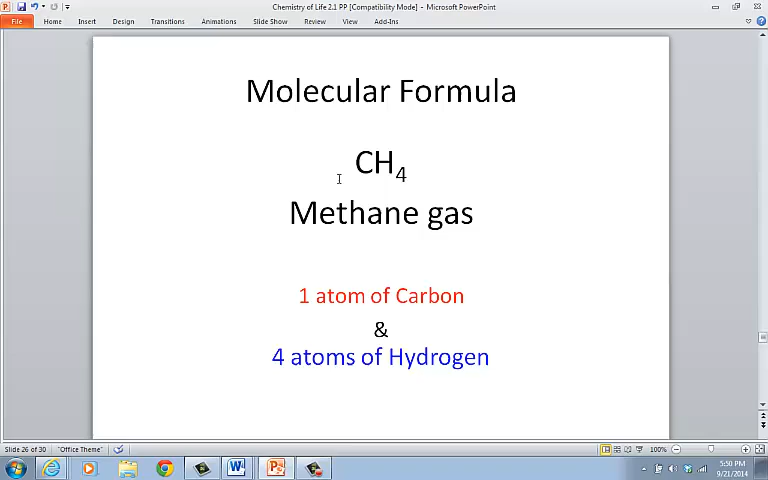 Chemistry of Life 2.1 PP [Compatibility Mode] - Microsoft PowerPoint
File Home Insert Design Transitions Animations Slide Show Review View Add-Ins
Molecular Formula
CH4
Methane gas
1 atom of Carbon
&
4 atoms of Hydrogen
Slide 26 of 30 "Office Theme" 100%
5:50 PM
9/21/2014